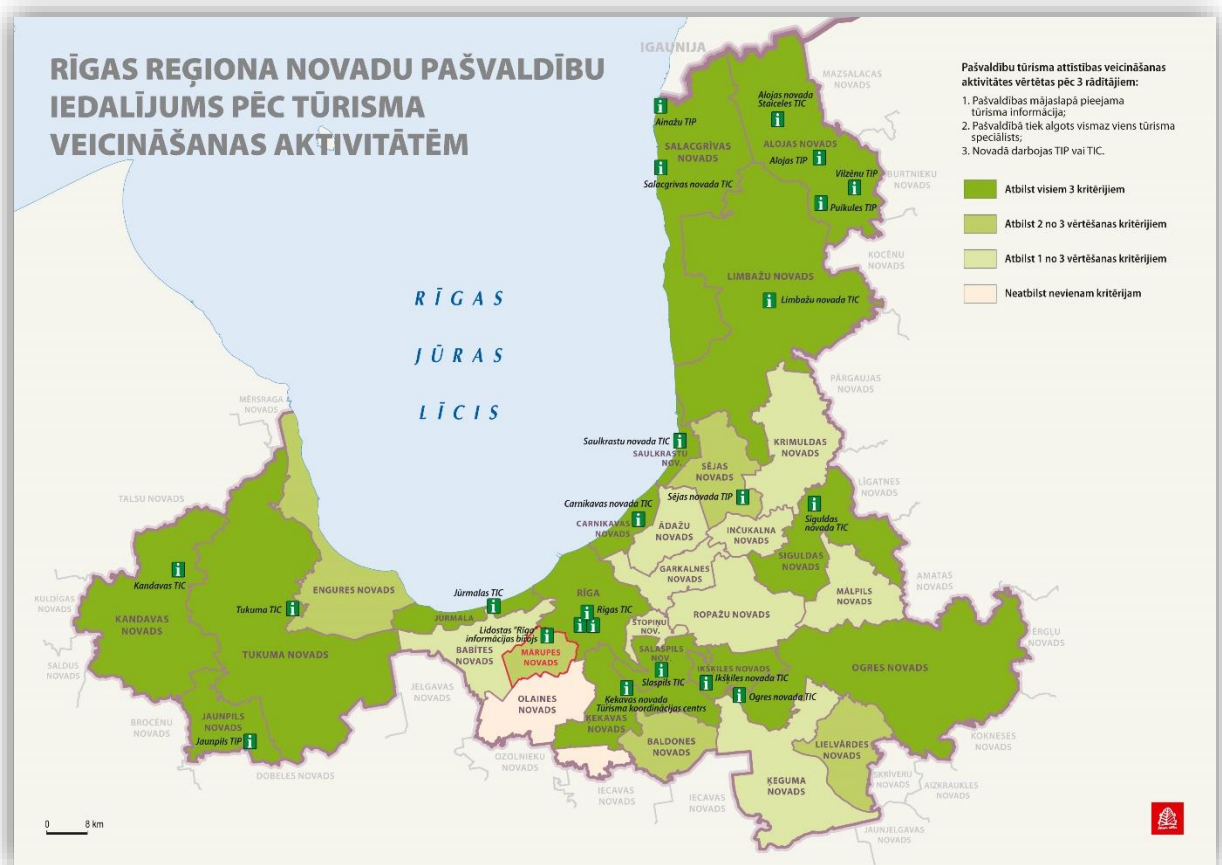 RĪGAS REĢIONA NOVADU PAŠVALDĪBU
IEDALĪJUMS PĒC TŪRISMA
VEICINĀŠANAS AKTIVITĀTĒM
Pašvaldību tūrisma attīstības veicināšanas
aktivitātes vērtētas pēc 3 rādītājiem:
1. Pašvaldības mājaslapā pieejama
tūrisma informācija;
2. Pašvaldībā tiek algots vismaz viens tūrisma
speciālists;
3. Novadā darbojas TIP vai TIC.
Atbilst visiem 3 kritērijiem
Atbilst 2 no 3 vērtēšanas kritērijiem
Atbilst 1 no 3 vērtēšanas kritērijiem
Neatbilst nevienam kritērijam
IGAUNIJA
MAZSALACAS
NOVADS
Alojas novada
Staiceles TIC
Ainažu TIP
SALACGRĪVAS
NOVADS
ALOJAS NOVADS
Alojas TIP
Vilzēnu TIP
Salacgrīvas novada TIC
BURTNIEKU
NOVADS
Puikules TIP
KOCĒNU
NOVADS
LIMBAŽU NOVADS
Limbažu novada TIC
RĪGAS
JŪRAS
LĪCIS
PĀRGAUJAS
NOVADS
MĒRSRAGA
NOVADS
Saulkrastu novada TIC
SAULKRASTU
NOV.
KRIMULDAS
NOVADS
SĒJAS
NOVADS
Sējas novada TIP
LĪGATNES
NOVADS
TALSU NOVADS
Carnikavas novada TIC
CARNIKAVAS
NOVADS
ĀDAŽU
NOVADS
INČUKALNA
NOVADS
Siguldas
novada TIC
SIGULDAS
NOVADS
GARKALNES
NOVADS
MĀLPILS
NOVADS
AMATAS
NOVADS
Kandavas TIC
KULDĪGAS
NOVADS
KANDAVAS
NOVADS
ENGURES NOVADS
Tukuma TIC
TUKUMA NOVADS
Jūrmalas TIC
JŪRMALA
RĪGA
Rīgas TIC
Lidostas "Rīga"
informācijas birojs
BABĪTES
NOVADS
MĀRUPES
NOVADS
STOPIŅU
NOV.
ROPAŽU NOVADS
ĒRGĻU
NOVADS
SALDUS
NOVADS
SALASPILS
NOV.
Slaspils TIC
IKŠĶILES NOVADS
Ikšķiles novada TIC
OGRES NOVADS
Ogres novada TIC
JELGAVAS
NOVADS
OLAINES
NOVADS
Ķekavas novada
Tūrisma koordinācijas centrs
ĶEKAVAS
NOVADS
BROCĒNU
NOVADS
JAUNPILS
NOVADS
Jaunpils TIP
DOBELES NOVADS
OZOLNIEKU
NOVADS
BALDONES
NOVADS
LIELVĀRDES
NOVADS
KOKNESES
NOVADS
ĶEGUMA
NOVADS
SKRĪVERU
NOVADS
AIZKRAUKLES
NOVADS
IECAVAS
NOVADS
IECAVAS
NOVADS
JAUNJELGAVAS
NOVADS
0 8 km